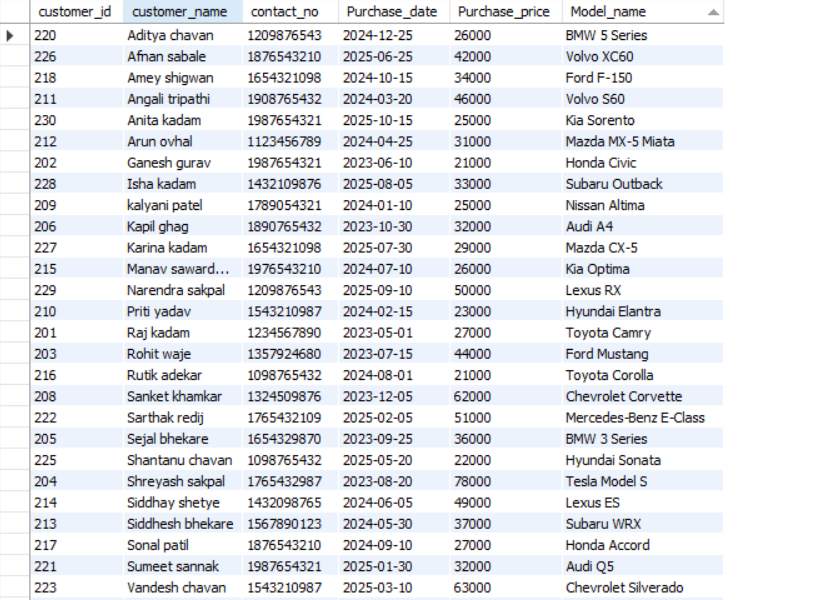 customer_id customer_name contact_no Purchase_date Purchase_price Model_name
220 Aditya chavan 1209876543 2024-12-25 26000 BMW 5 Series
226 Afnan sabale 1876543210 2025-06-25 42000 Volvo XC60
218 Amey shigwan 1654321098 2024-10-15 34000 Ford F-150
211 Angali tripathi 1908765432 2024-03-20 46000 Volvo S60
230 Anita kadam 1987654321 2025-10-15 25000 Kia Sorento
212 Arun ovhal 1123456789 2024-04-25 31000 Mazda MX-5 Miata
202 Ganesh gurav 1987654321 2023-06-10 21000 Honda Civic
228 Isha kadam 1432109876 2025-08-05 33000 Subaru Outback
209 kalyani patel 1789054321 2024-01-10 25000 Nissan Altima
206 Kapil ghag 1890765432 2023-10-30 32000 Audi A4
227 Karina kadam 1654321098 2025-07-30 29000 Mazda CX-5
215 Manav saward... 1976543210 2024-07-10 26000 Kia Optima
229 Narendra sakpal 1209876543 2025-09-10 50000 Lexus RX
210 Priti yadav 1543210987 2024-02-15 23000 Hyundai Elantra
201 Raj kadam 1234567890 2023-05-01 27000 Toyota Camry
203 Rohit waje 1357924680 2023-07-15 44000 Ford Mustang
216 Rutik adekar 1098765432 2024-08-01 21000 Toyota Corolla
208 Sanket khamkar 1324509876 2023-12-05 62000 Chevrolet Corvette
222 Sarthak redij 1765432109 2025-02-05 51000 Mercedes-Benz E-Class
205 Sejal bhekare 1654329870 2023-09-25 36000 BMW 3 Series
225 Shantanu chavan 1098765432 2025-05-20 22000 Hyundai Sonata
204 Shreyash sakpal 1765432987 2023-08-20 78000 Tesla Model S
214 Siddhay shetye 1432098765 2024-06-05 49000 Lexus ES
213 Siddhesh bhekare 1567890123 2024-05-30 37000 Subaru WRX
217 Sonal patil 1876543210 2024-09-10 27000 Honda Accord
221 Sumeet sannak 1987654321 2025-01-30 32000 Audi Q5
223 Vandesh chavan 1543210987 2025-03-10 63000 Chevrolet Silverado